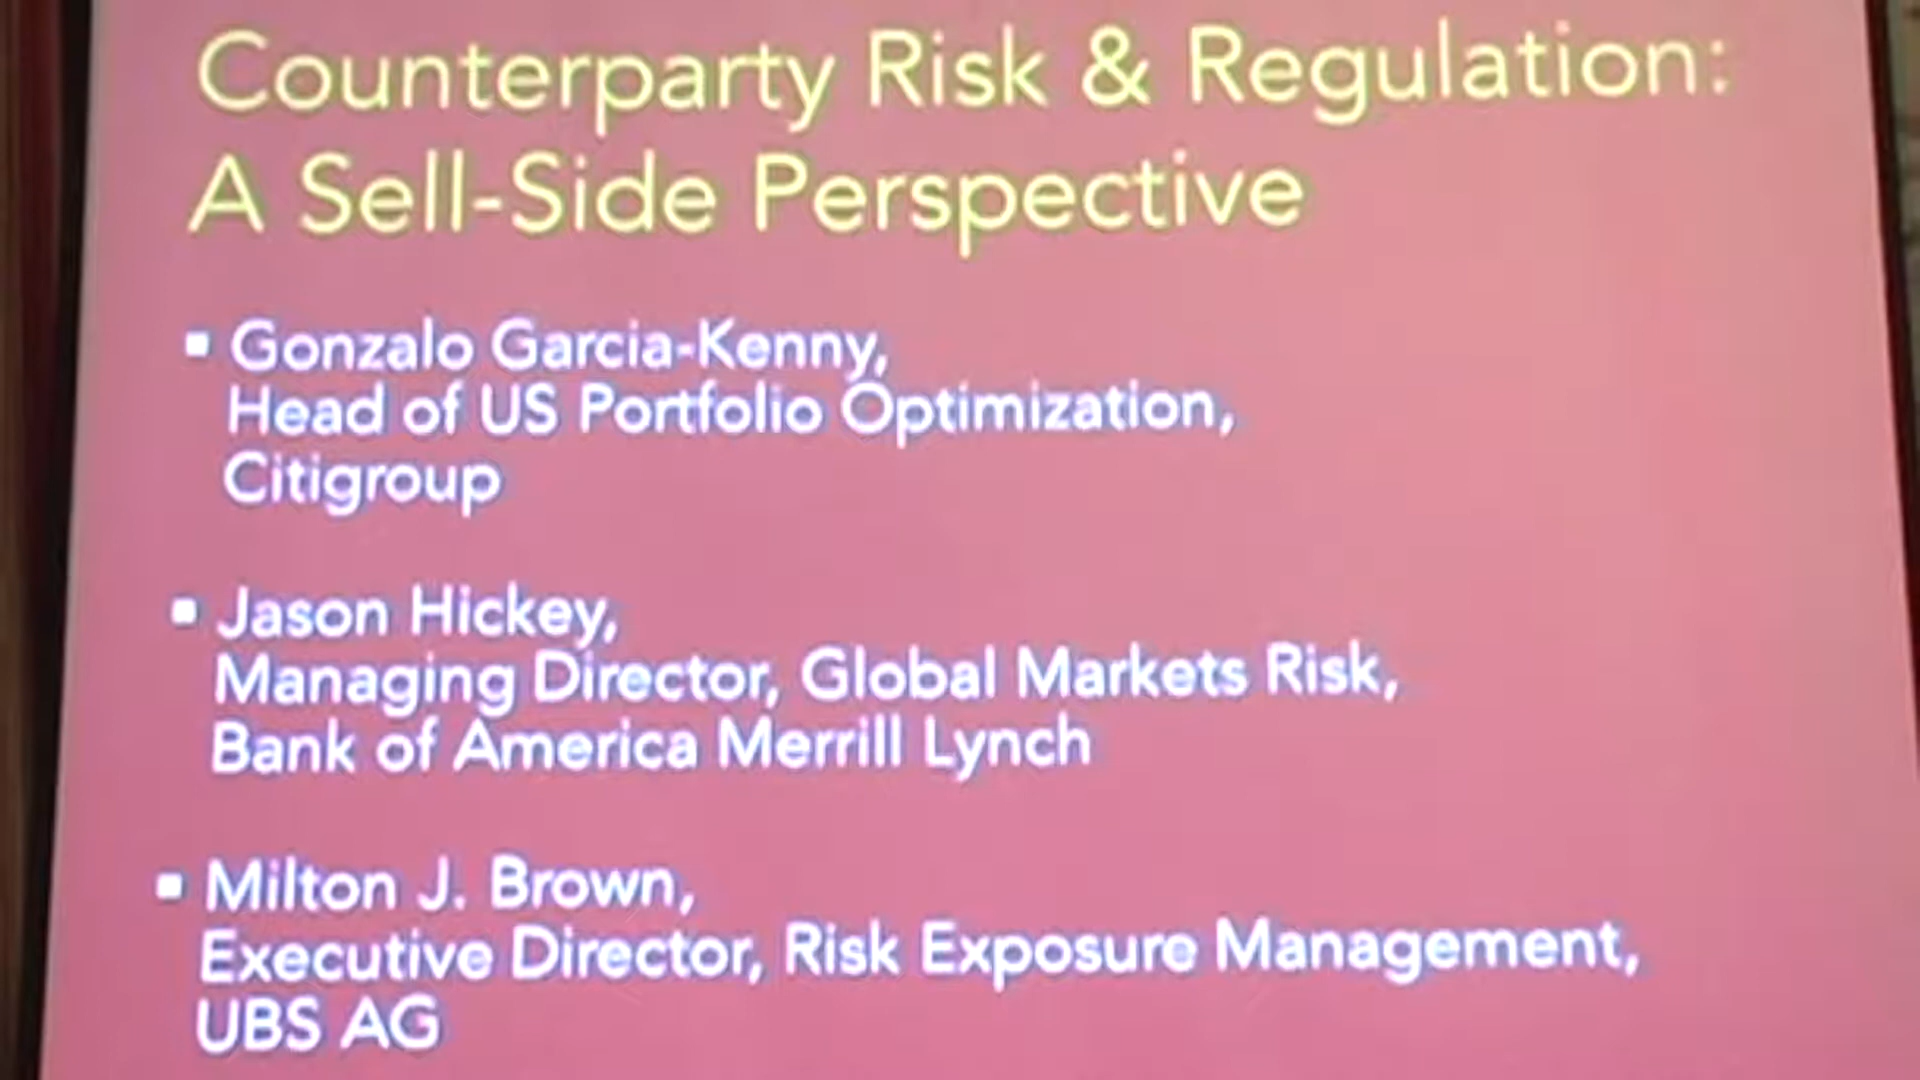 Counterparty Risk & Regulation:
A Sell-Side Perspective
▪ Gonzalo Garcia-Kenny,
Head of US Portfolio Optimization,
Citigroup
▪ Jason Hickey,
Managing Director, Global Markets Risk,
Bank of America Merrill Lynch
▪ Milton J. Brown,
Executive Director, Risk Exposure Management,
UBS AG